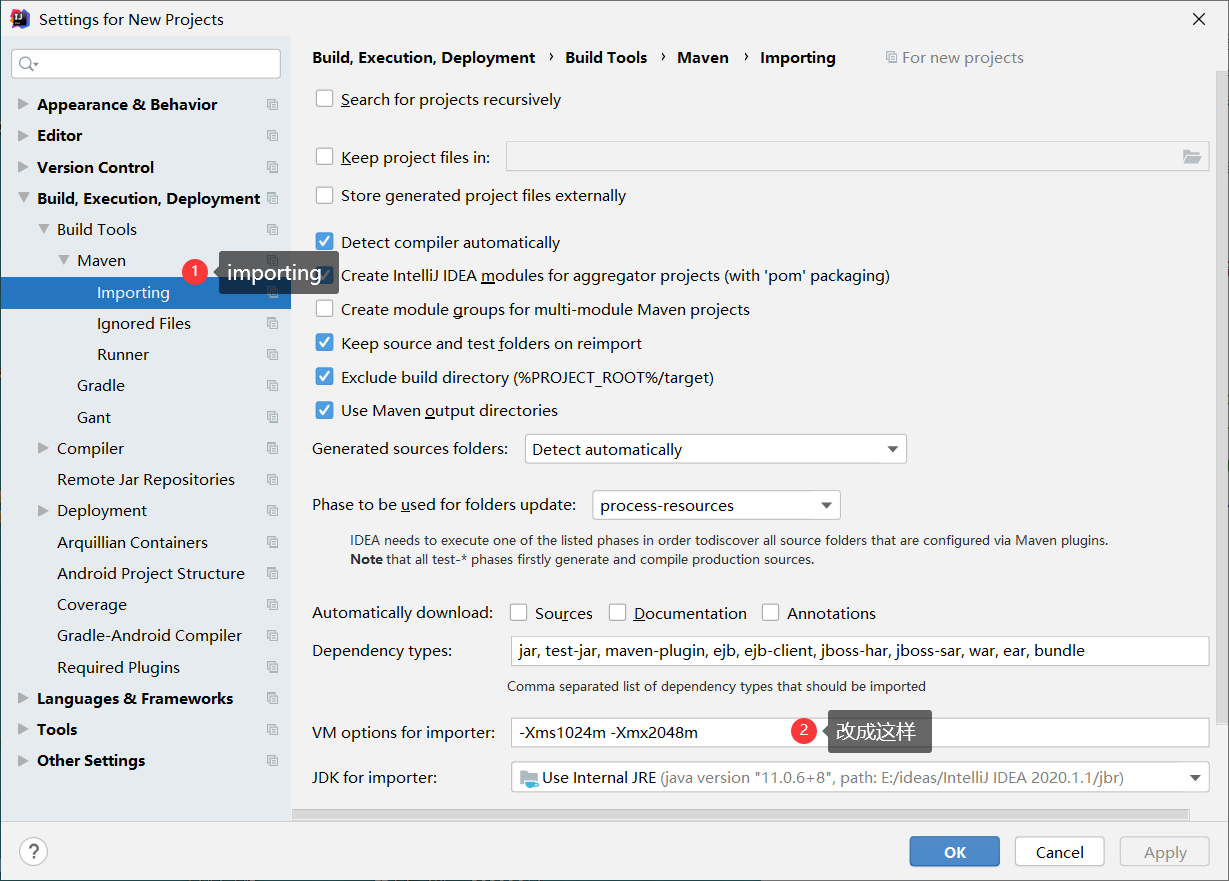 Settings for New Projects
Appearance & Behavior
Editor
Version Control
Build, Execution, Deployment
Build Tools
Maven
Importing
Ignored Files
Runner
Gradle
Gant
Compiler
Remote Jar Repositories
Deployment
Arquillian Containers
Android Project Structure
Coverage
Gradle-Android Compiler
Required Plugins
Languages & Frameworks
Tools
Other Settings
1 importing
Build, Execution, Deployment › Build Tools › Maven › Importing For new projects
Search for projects recursively
Keep project files in:
Store generated project files externally
Detect compiler automatically
Create IntelliJ IDEA modules for aggregator projects (with 'pom' packaging)
Create module groups for multi-module Maven projects
Keep source and test folders on reimport
Exclude build directory (%PROJECT_ROOT%/target)
Use Maven output directories
Generated sources folders: Detect automatically
Phase to be used for folders update: process-resources
IDEA needs to execute one of the listed phases in order todiscover all source folders that are configured via Maven plugins.
Note that all test-* phases firstly generate and compile production sources.
Automatically download: Sources Documentation Annotations
Dependency types: jar, test-jar, maven-plugin, ejb, ejb-client, jboss-har, jboss-sar, war, ear, bundle
Comma separated list of dependency types that should be imported
VM options for importer: -Xms1024m -Xmx2048m 2 改成这样
JDK for importer: Use Internal JRE (java version "11.0.6+8", path: E:/ideas/IntelliJ IDEA 2020.1.1/jbr)
? OK Cancel Apply